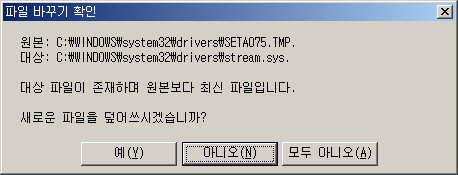 파일 바꾸기 확인
원본: C:₩WINDOWS₩system32₩drivers₩SETA075.TMP.
대상: C:₩WINDOWS₩system32₩drivers₩stream.sys.
대상 파일이 존재하며 원본보다 최신 파일입니다.
새로운 파일을 덮어쓰시겠습니까?
예(Y) 아니오(N) 모두 아니오(A)